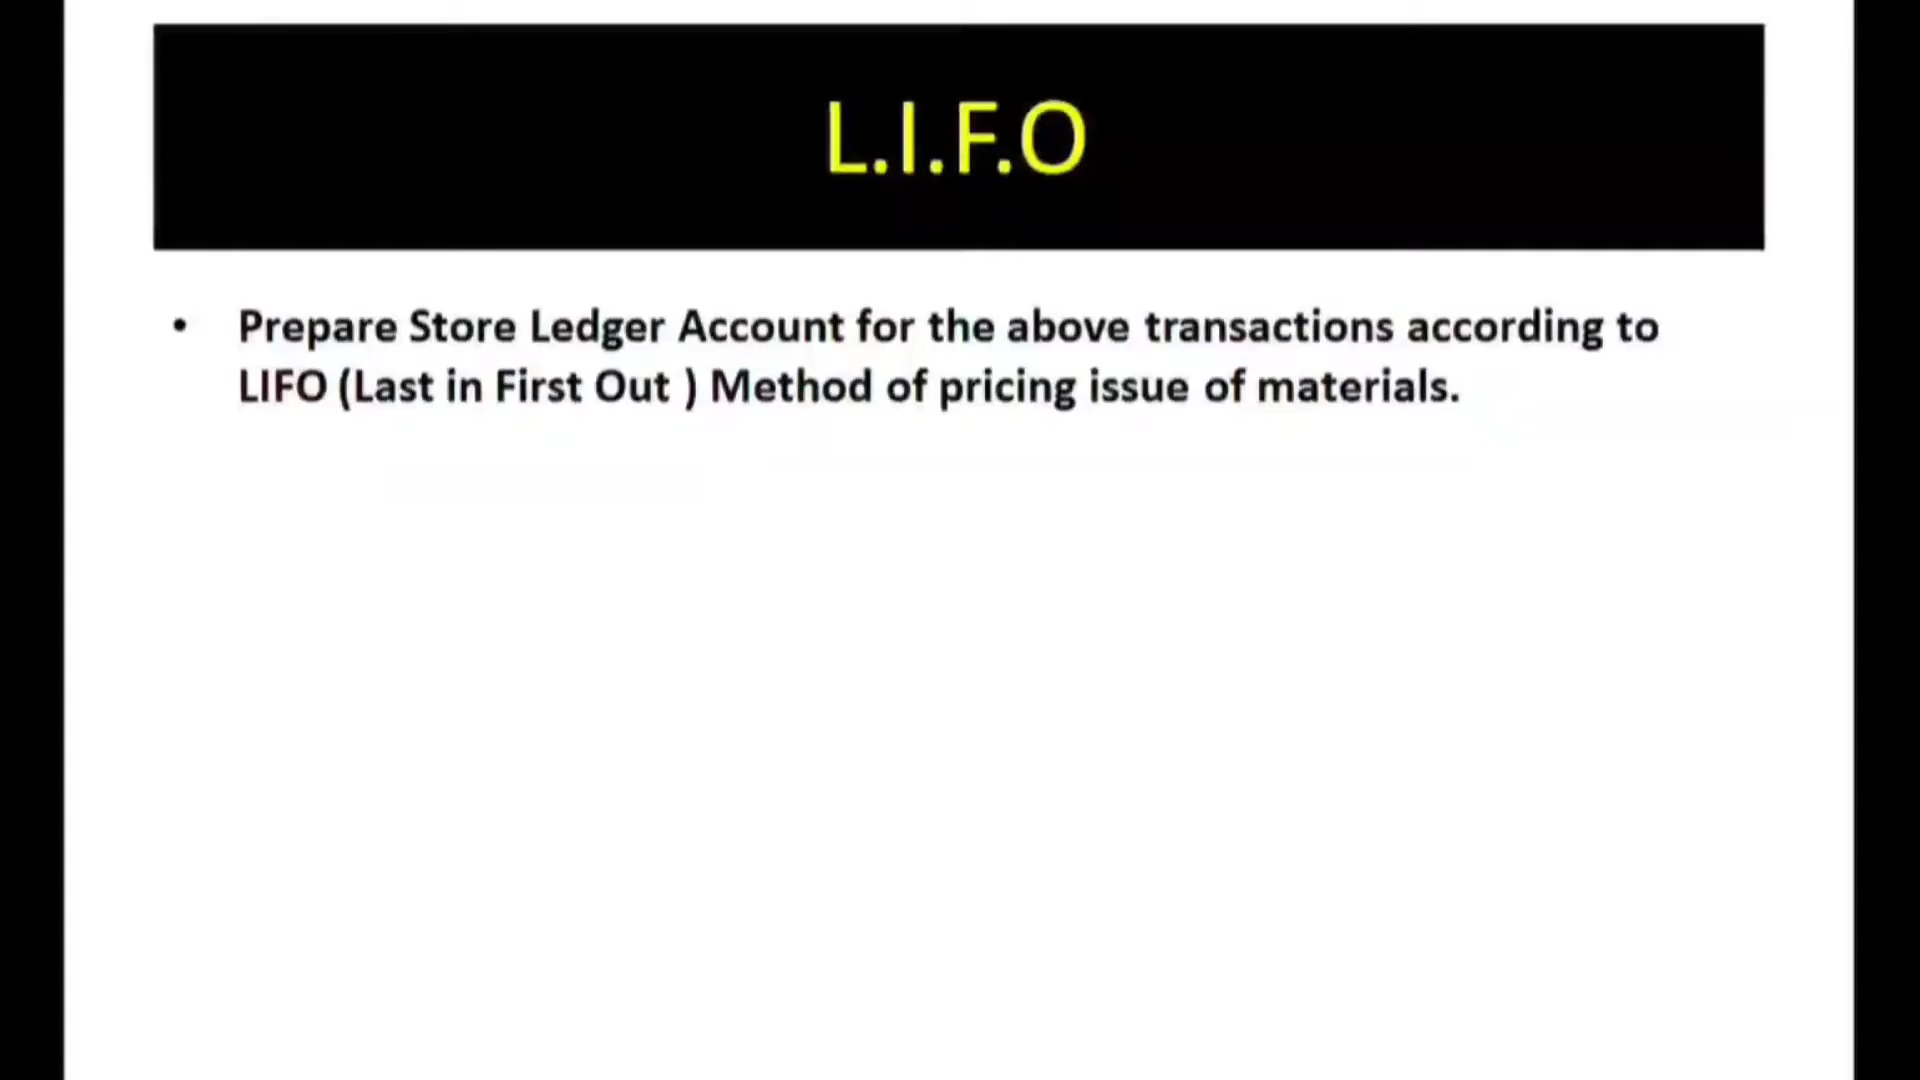 L.I.F.O
• Prepare Store Ledger Account for the above transactions according to
LIFO (Last in First Out ) Method of pricing issue of materials.